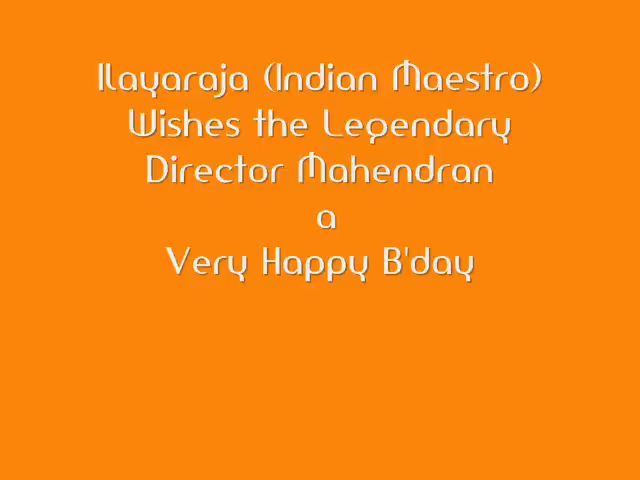 Ilayaraja (Indian Maestro)
Wishes the Legendary
Director Mahendran
a
Very Happy B'day